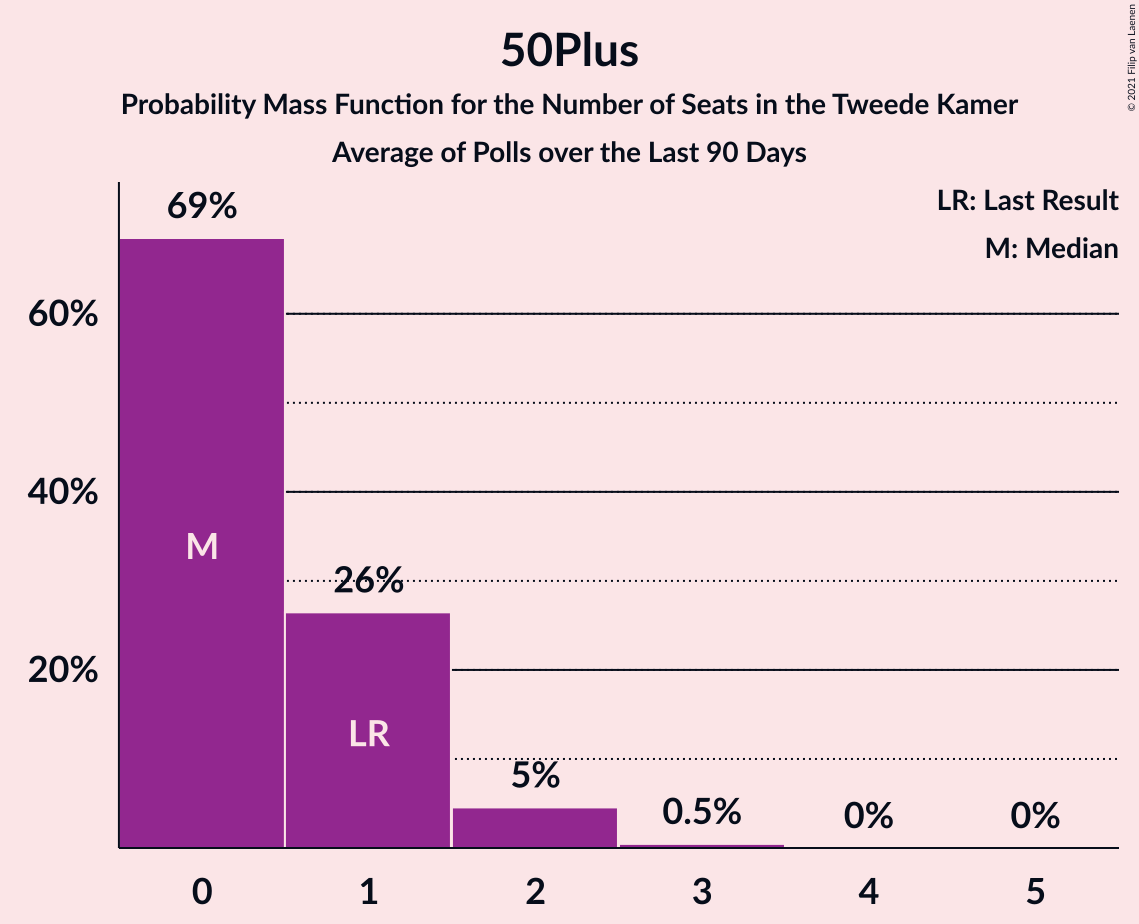 50Plus
Probability Mass Function for the Number of Seats in the Tweede Kamer
Average of Polls over the Last 90 Days
© 2021 Filip van Laenen
LR: Last Result
M: Median
69%
60%
40%
M
26%
20%
LR
5%
0.5%
0%
0%
0
1
2
3
4
5